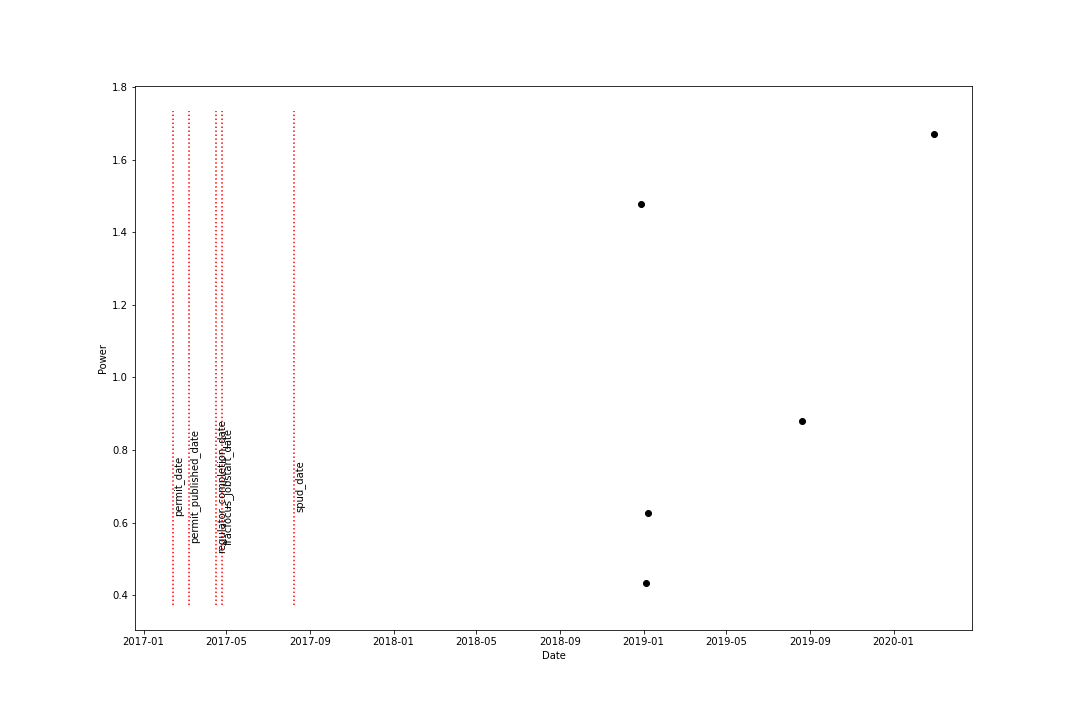 1.8
1.6
1.4
1.2
1.0
0.8
0.6
0.4
Power
permit_date
permit_published_date
regulator_completion_date
fracfocus_jobstart_date
spud_date
2017-01
2017-05
2017-09
2018-01
2018-05
2018-09
2019-01
2019-05
2019-09
2020-01
Date